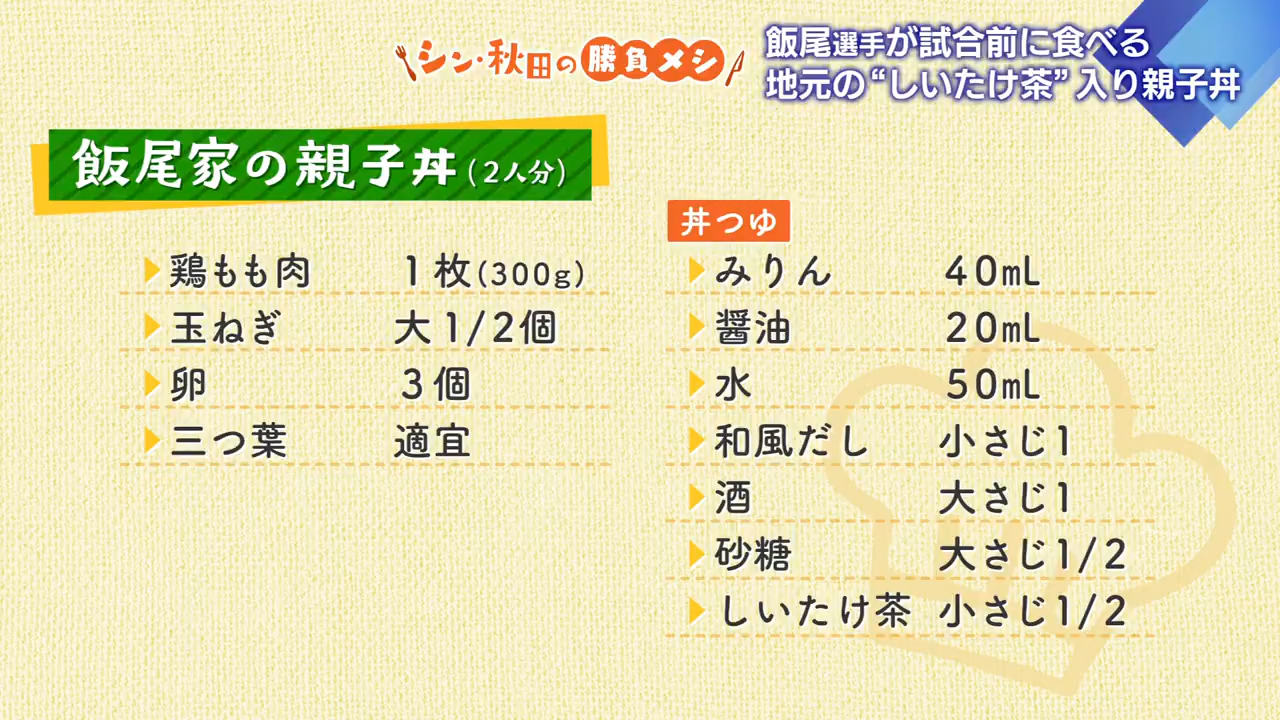 シン・秋田の勝負メシ
飯尾選手が試合前に食べる
地元の“しいたけ茶”入り親子丼
飯尾家の親子丼(2人分)
鶏もも肉 1枚(300g)
玉ねぎ 大1/2個
卵 3個
三つ葉 適宜
丼つゆ
みりん 40mL
醤油 20mL
水 50mL
和風だし 小さじ1
酒 大さじ1
砂糖 大さじ1/2
しいたけ茶 小さじ1/2